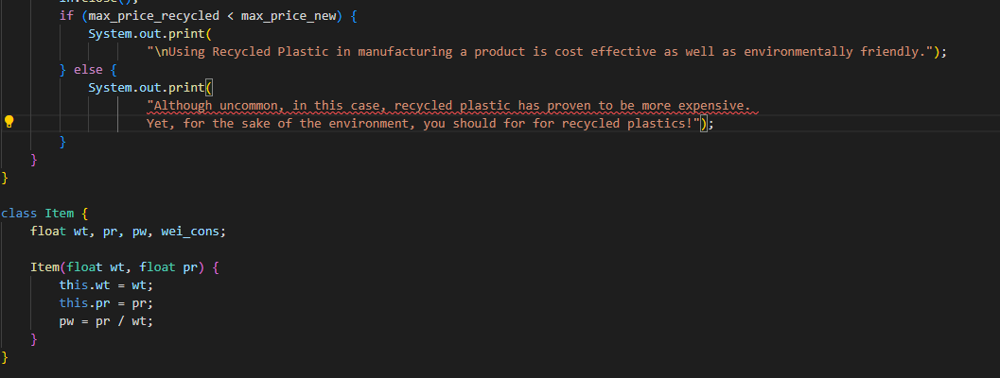 if (max_price_recycled < max_price_new) {
System.out.print(
"\nUsing Recycled Plastic in manufacturing a product is cost effective as well as environmentally friendly.");
} else {
System.out.print(
"Although uncommon, in this case, recycled plastic has proven to be more expensive.
Yet, for the sake of the environment, you should for for recycled plastics!");
}
}
}
class Item {
float wt, pr, pw, wei_cons;
Item(float wt, float pr) {
this.wt = wt;
this.pr = pr;
pw = pr / wt;
}
}